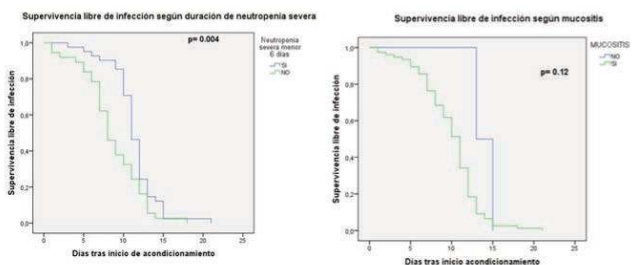 Supervivencia libre de infección según duración de neutropenia severa
p= 0.004
Neutropenia
severa menor
6 días
SI
NO
Supervivencia libre de infección
1,0
0,8
0,6
0,4
0,2
0,0
0
5
10
15
20
25
Días tras inicio de acondicionamiento
Supervivencia libre de infección según mucositis
p= 0.12
MUCOSITIS
NO
SI
Supervivencia libre de infección
1,0
0,8
0,6
0,4
0,2
0,0
0
5
10
15
20
25
Días tras inicio de acondicionamiento